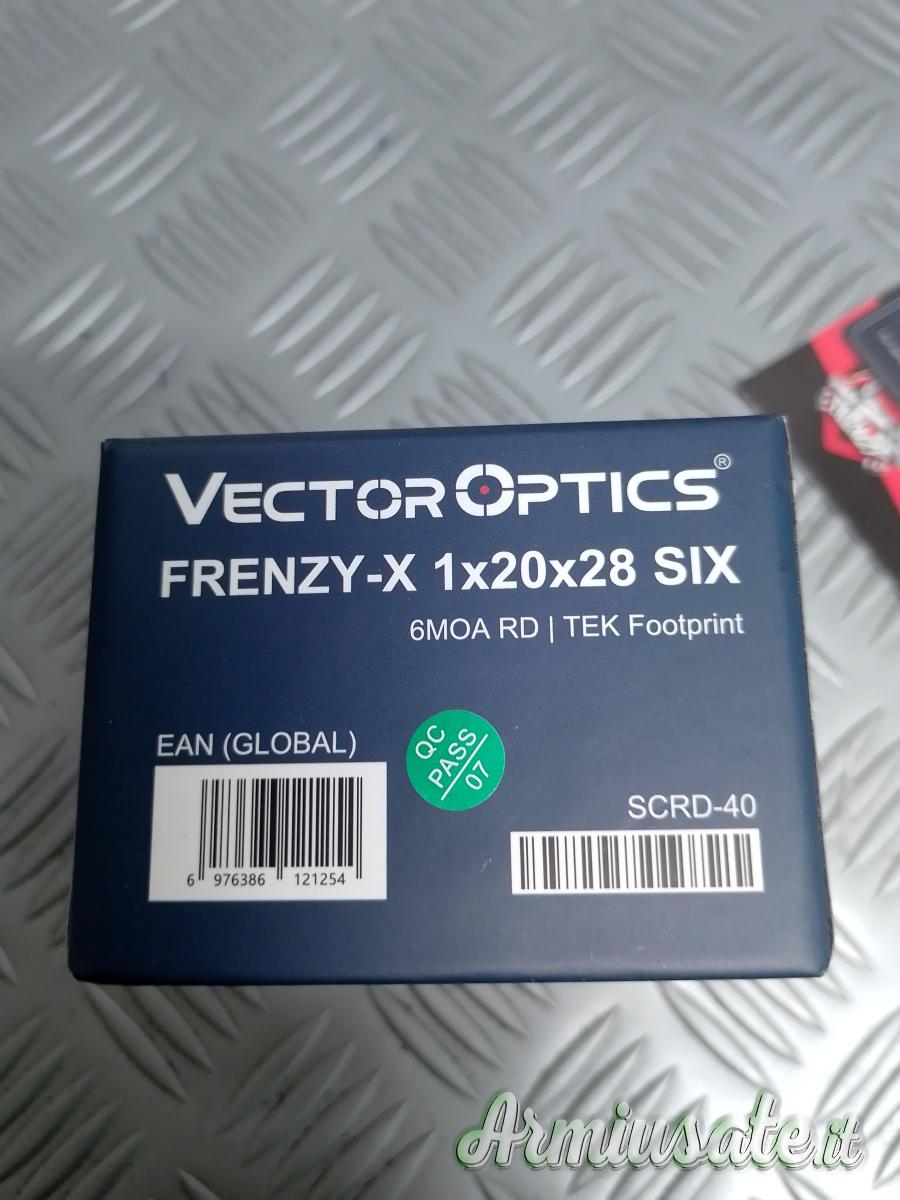 VECTOR OPTICS®
FRENZY-X 1x20x28 SIX
6MOA RD | TEK Footprint
EAN (GLOBAL)
QC
PASS
07
SCRD-40
6 976386 121254
Armiusate.it